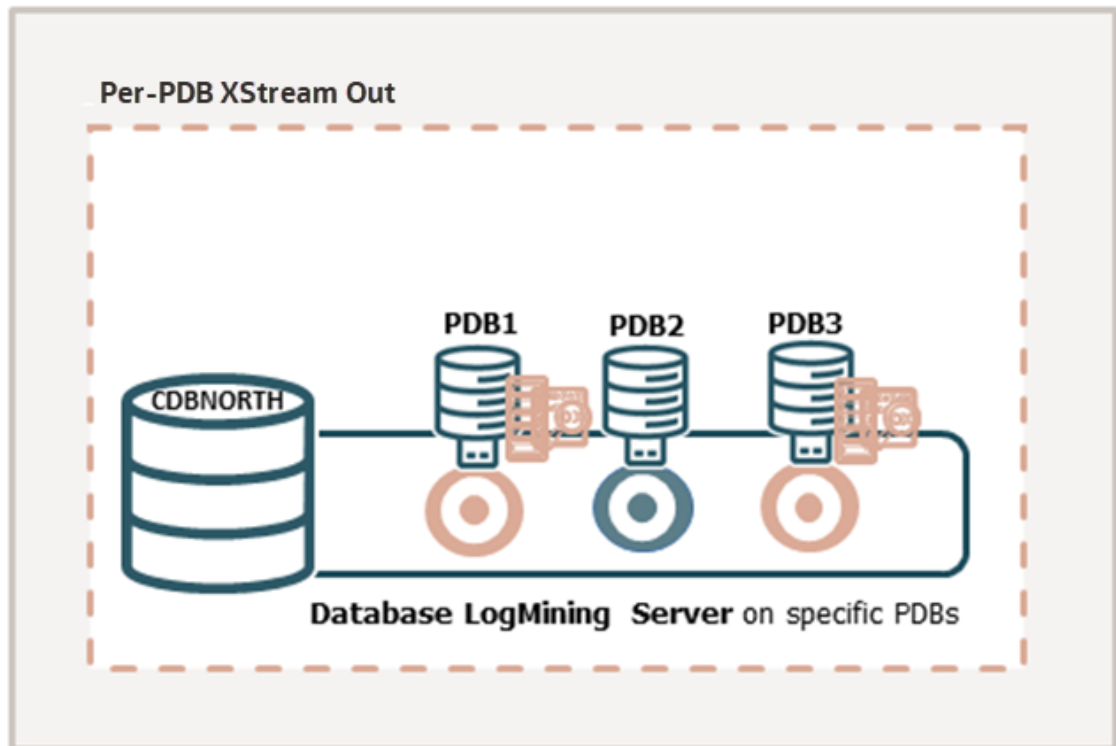 Per-PDB XStream Out
PDB1 PDB2 PDB3
CDBNORTH
Database LogMining Server on specific PDBs